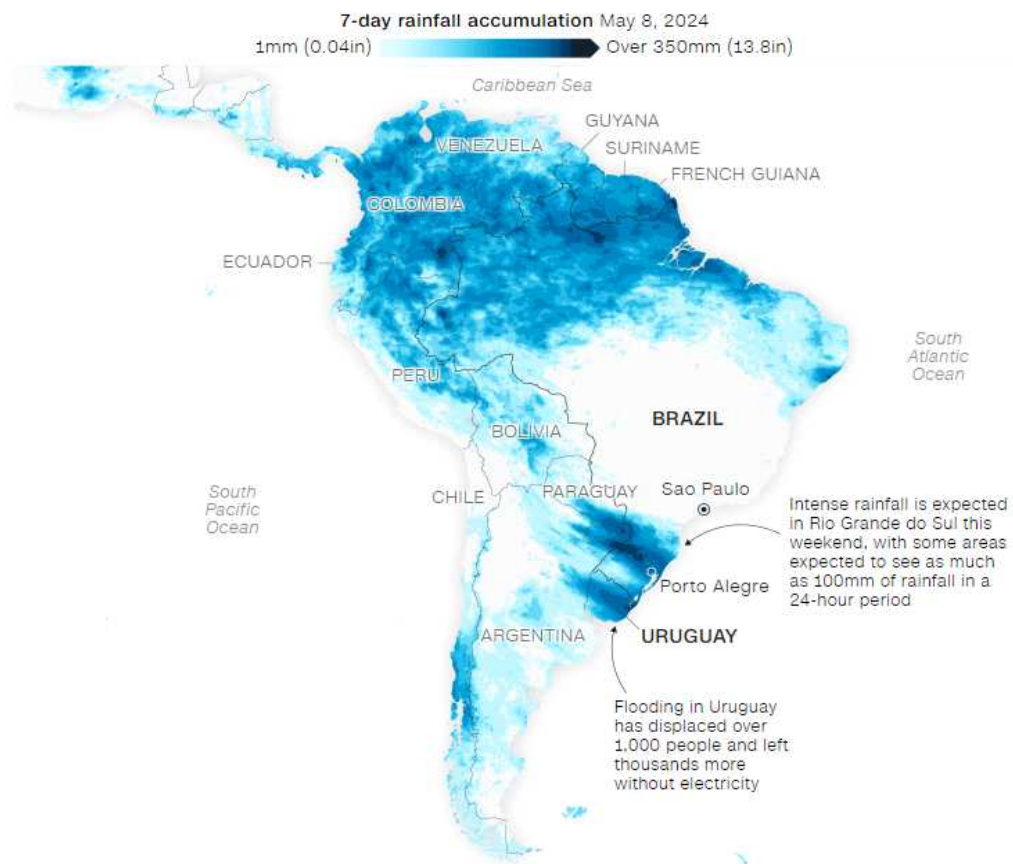 7-day rainfall accumulation May 8, 2024
1mm (0.04in)
Over 350mm (13.8in)
Caribbean Sea
GUYANA
VENEZUELA
SURINAME
FRENCH GUIANA
COLOMBIA
ECUADOR
South
Atlantic
Ocean
PERU
BRAZIL
BOLIVIA
South
Pacific
Ocean
CHILE
PARAGUAY
Sao Paulo
Intense rainfall is expected
in Rio Grande do Sul this
weekend, with some areas
expected to see as much
as 100mm of rainfall in a
24-hour period
Porto Alegre
ARGENTINA
URUGUAY
Flooding in Uruguay
has displaced over
1,000 people and left
thousands more
without electricity